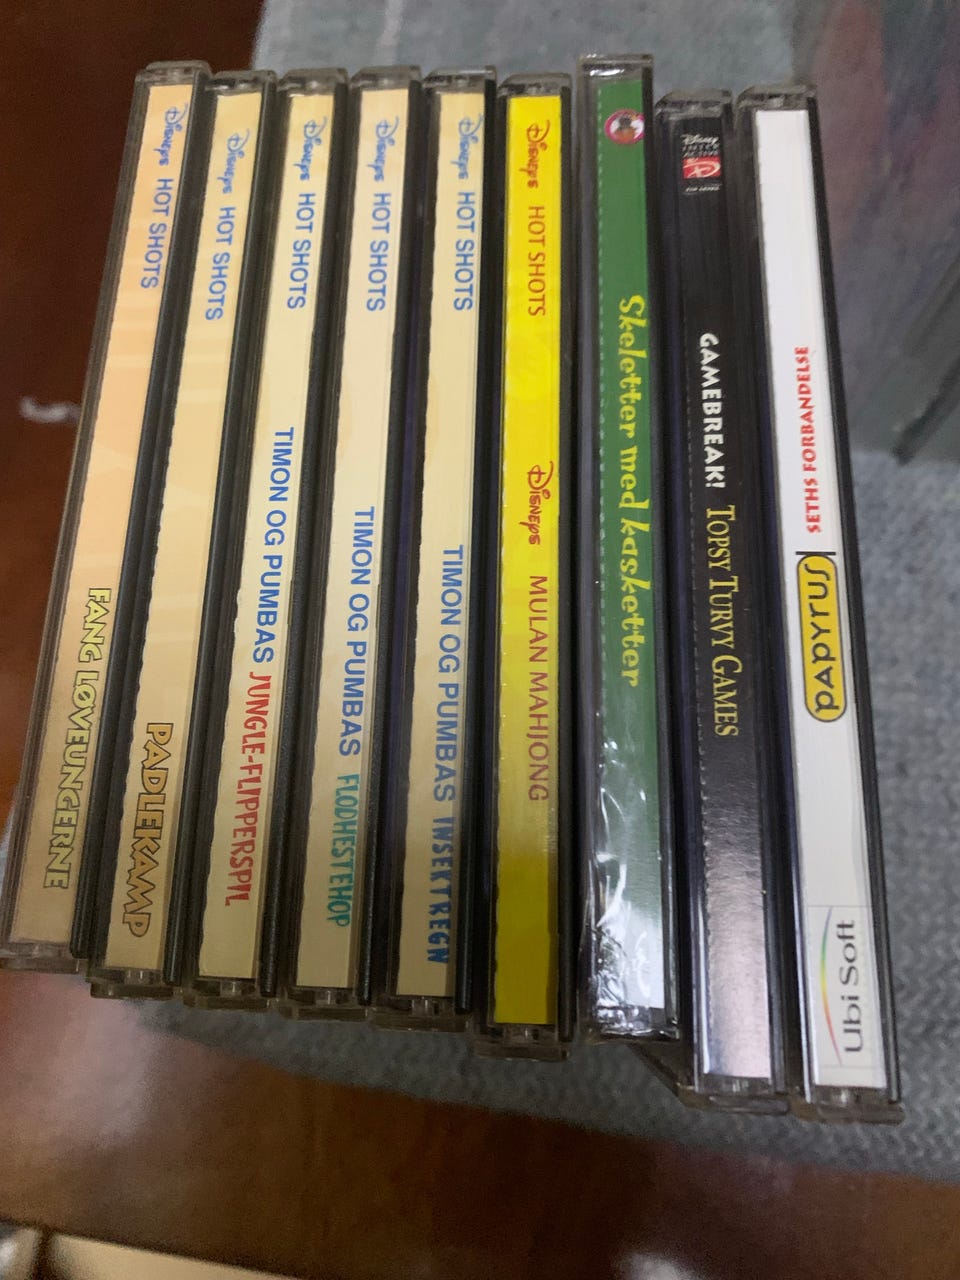 Disney's HOT SHOTS FANG LØVEUNGERNE
Disney's HOT SHOTS PADLEKAMP
Disney's HOT SHOTS TIMON OG PUMBAS JUNGLE-FLIPPERSPIL
Disney's HOT SHOTS TIMON OG PUMBAS FLODHESTEHOP
Disney's HOT SHOTS TIMON OG PUMBAS INSEKTREGN
Disney's HOT SHOTS Disney's MULAN MAHJONG
Skeletter med kasketter
Disney GAMEBREAK! TOPSY TURVY GAMES
SETHS FORBANDELSE PAPYRUS Ubi Soft